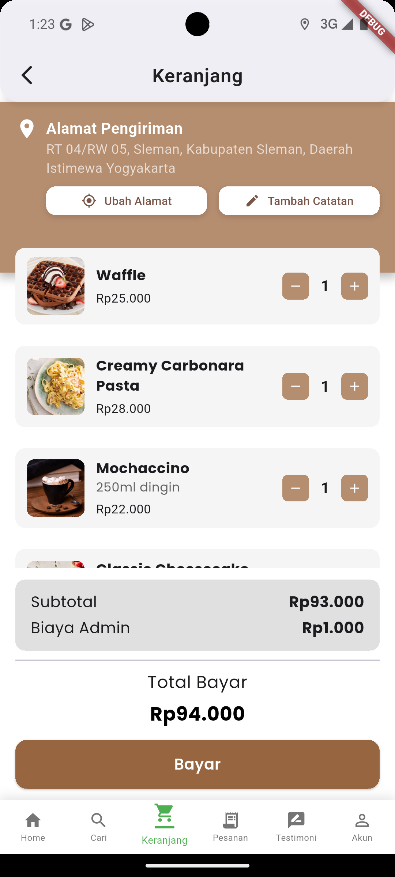 1:23
3G
DEBUG
Keranjang
Alamat Pengiriman
RT 04/RW 05, Sleman, Kabupaten Sleman, Daerah
Istimewa Yogyakarta
Ubah Alamat
Tambah Catatan
Waffle
Rp25.000
− 1 +
Creamy Carbonara
Pasta
Rp28.000
− 1 +
Mochaccino
250ml dingin
Rp22.000
− 1 +
Classic Cheesecake
Subtotal Rp93.000
Biaya Admin Rp1.000
Total Bayar
Rp94.000
Bayar
Home Cari Keranjang Pesanan Testimoni Akun